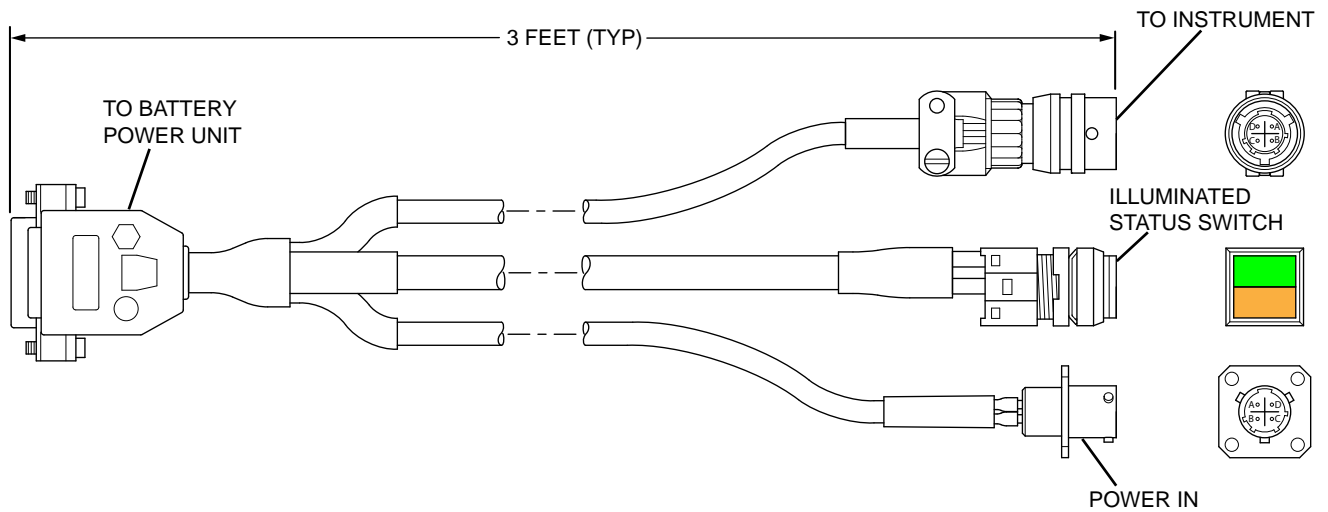 TO INSTRUMENT
3 FEET (TYP)
TO BATTERY
POWER UNIT
D A
C B
ILLUMINATED
STATUS SWITCH
A D
B C
POWER IN